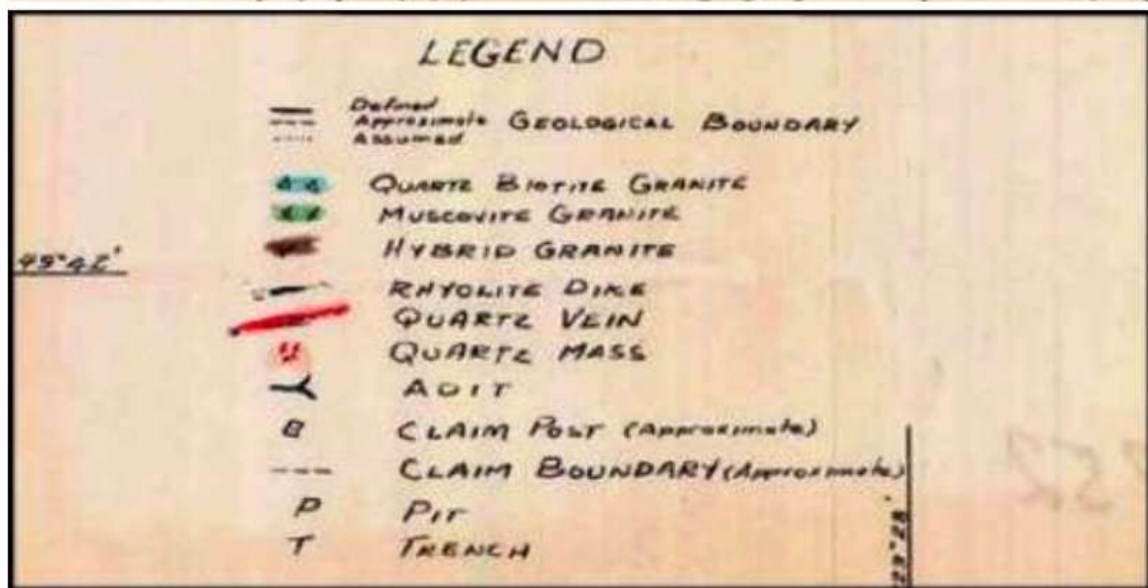 LEGEND
Defined
Approximate GEOLOGICAL BOUNDARY
Assumed
QUARTZ BIOTITE GRANITE
MUSCOVITE GRANITE
HYBRID GRANITE
49°42'
RHYOLITE DIKE
QUARTZ VEIN
QUARTZ MASS
ADIT
CLAIM POST (Approximate)
CLAIM BOUNDARY (Approximate)
P PIT
T TRENCH